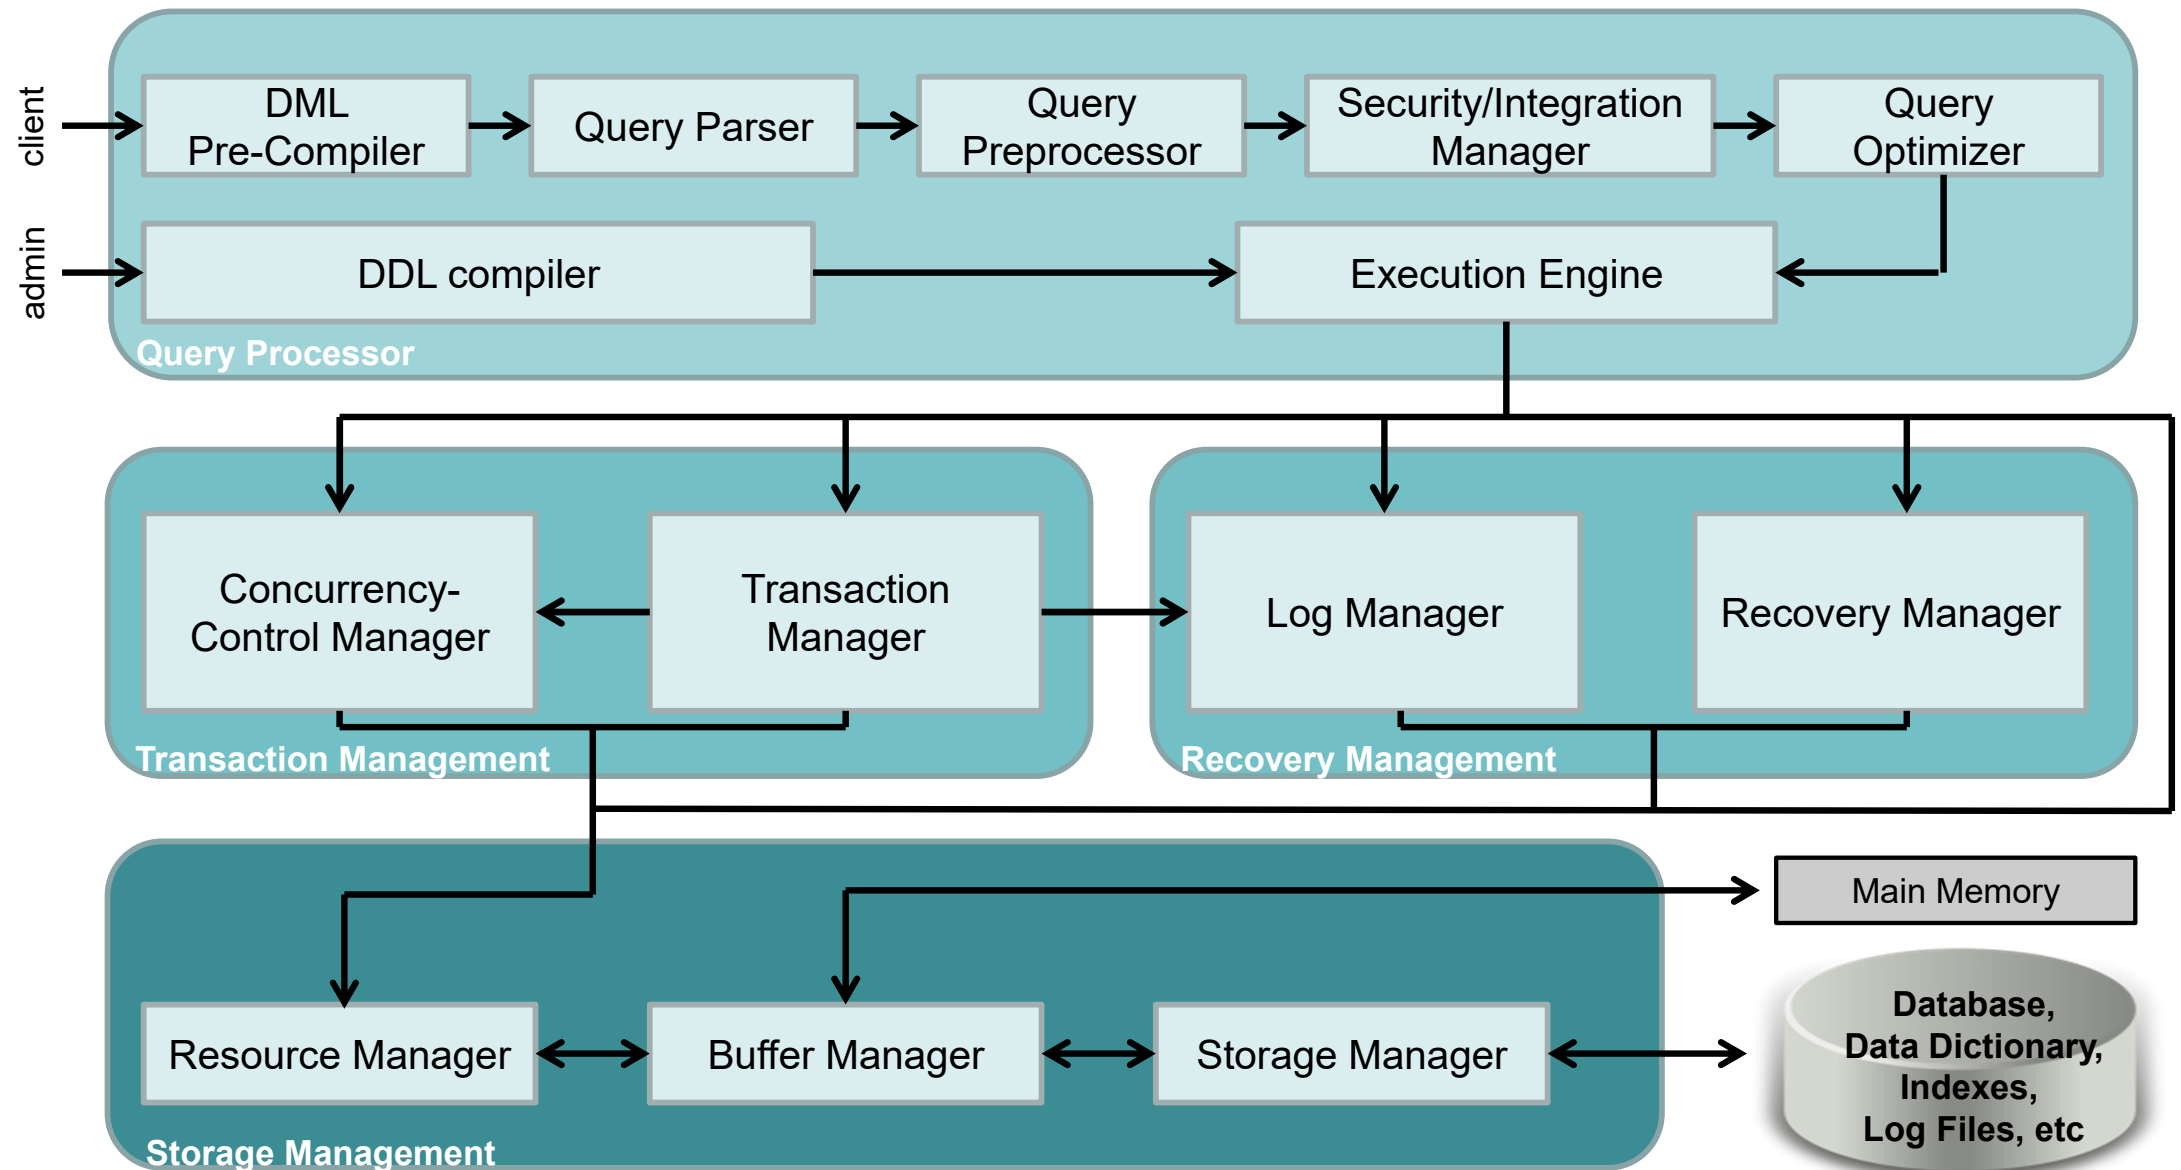 client
DML
Pre-Compiler
Query Parser
Query
Preprocessor
Security/Integration
Manager
Query
Optimizer
admin
DDL compiler
Execution Engine
Query Processor
Concurrency-
Control Manager
Transaction
Manager
Log Manager
Recovery Manager
Transaction Management
Recovery Management
Main Memory
Resource Manager
Buffer Manager
Storage Manager
Database,
Data Dictionary,
Indexes,
Log Files, etc
Storage Management